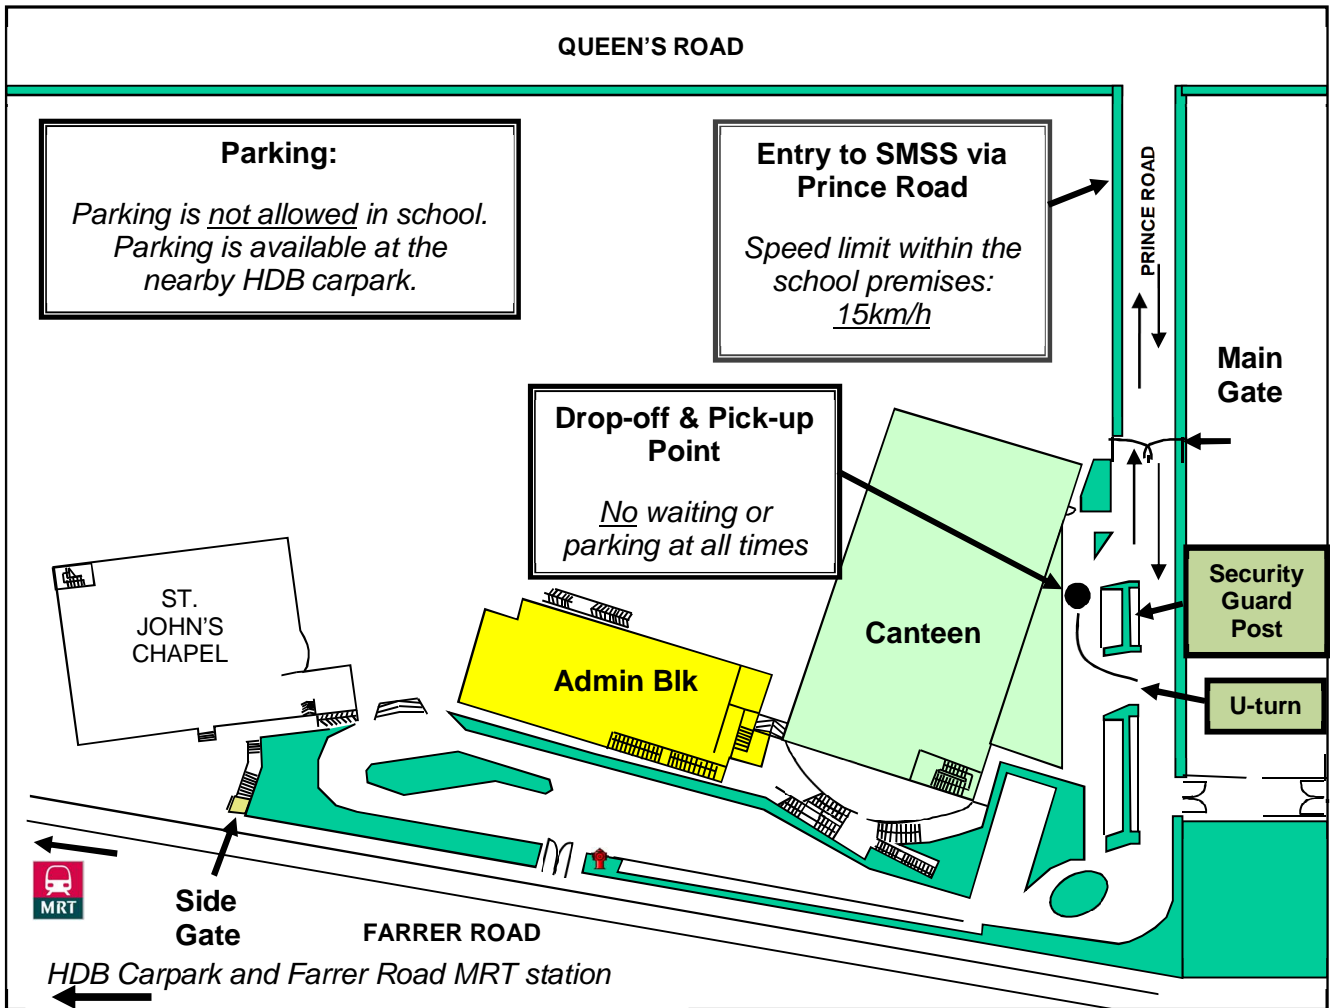 QUEEN'S ROAD
Parking:
Parking is not allowed in school.
Parking is available at the
nearby HDB carpark.
Entry to SMSS via
Prince Road
Speed limit within the
school premises:
15km/h
PRINCE ROAD
Main
Gate
Drop-off & Pick-up
Point
No waiting or
parking at all times
Security
Guard
Post
ST.
JOHN'S
CHAPEL
Canteen
Admin Blk
U-turn
MRT
Side
Gate
FARRER ROAD
HDB Carpark and Farrer Road MRT station